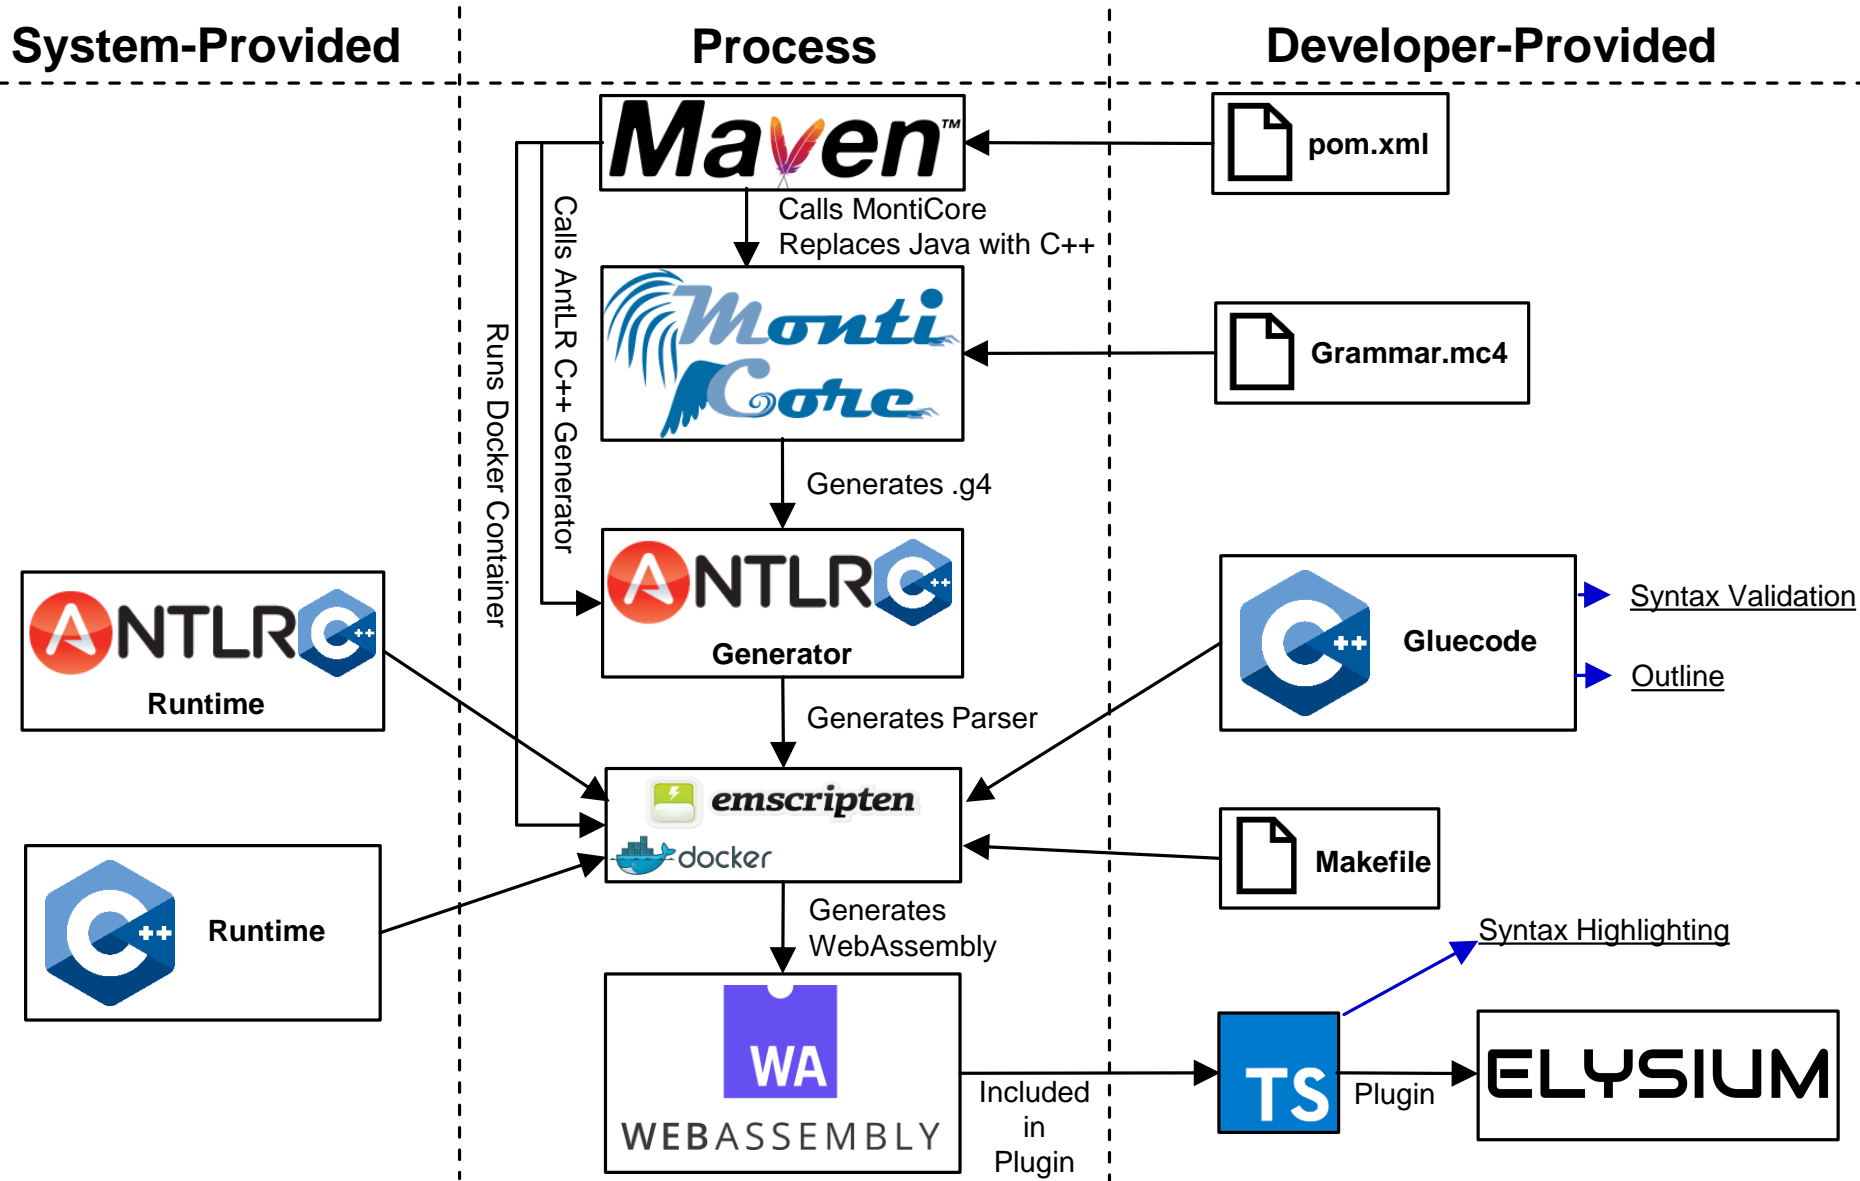 System-Provided
Process
Developer-Provided
Maven™
pom.xml
Calls MontiCore
Replaces Java with C++
Calls AntLR C++ Generator
Runs Docker Container
Monti
Core
Grammar.mc4
Generates .g4
ANTLR C++
Generator
ANTLR C++
Runtime
C++
Gluecode
Syntax Validation
Outline
Generates Parser
emscripten
docker
Makefile
C++
Runtime
Generates
WebAssembly
Syntax Highlighting
WA
WEBASSEMBLY
Included
in
Plugin
TS
Plugin
ELYSIUM